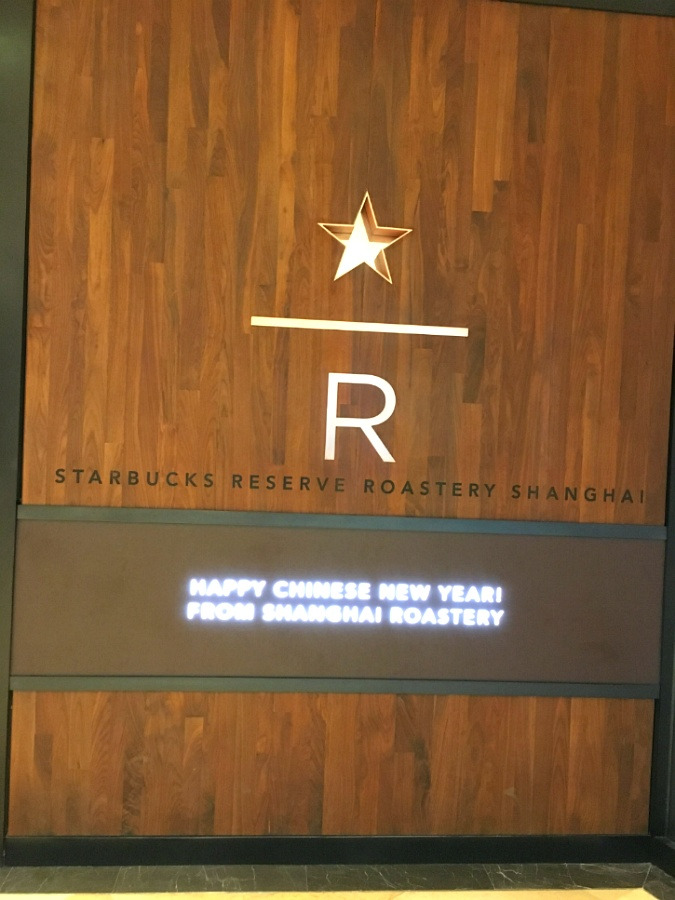 R
STARBUCKS RESERVE ROASTERY SHANGHAI
HAPPY CHINESE NEW YEAR!
FROM SHANGHAI ROASTERY